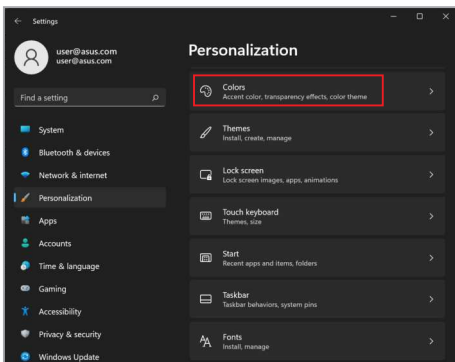 Settings
user@asus.com
user@asus.com
Find a setting
System
Bluetooth & devices
Network & internet
Personalization
Apps
Accounts
Time & language
Gaming
Accessibility
Privacy & security
Windows Update
Personalization
Colors
Accent color, transparency effects, color theme
Themes
Install, create, manage
Lock screen
Lock screen images, apps, animations
Touch keyboard
Themes, size
Start
Recent apps and items, folders
Taskbar
Taskbar behaviors, system pins
Fonts
Install, manage